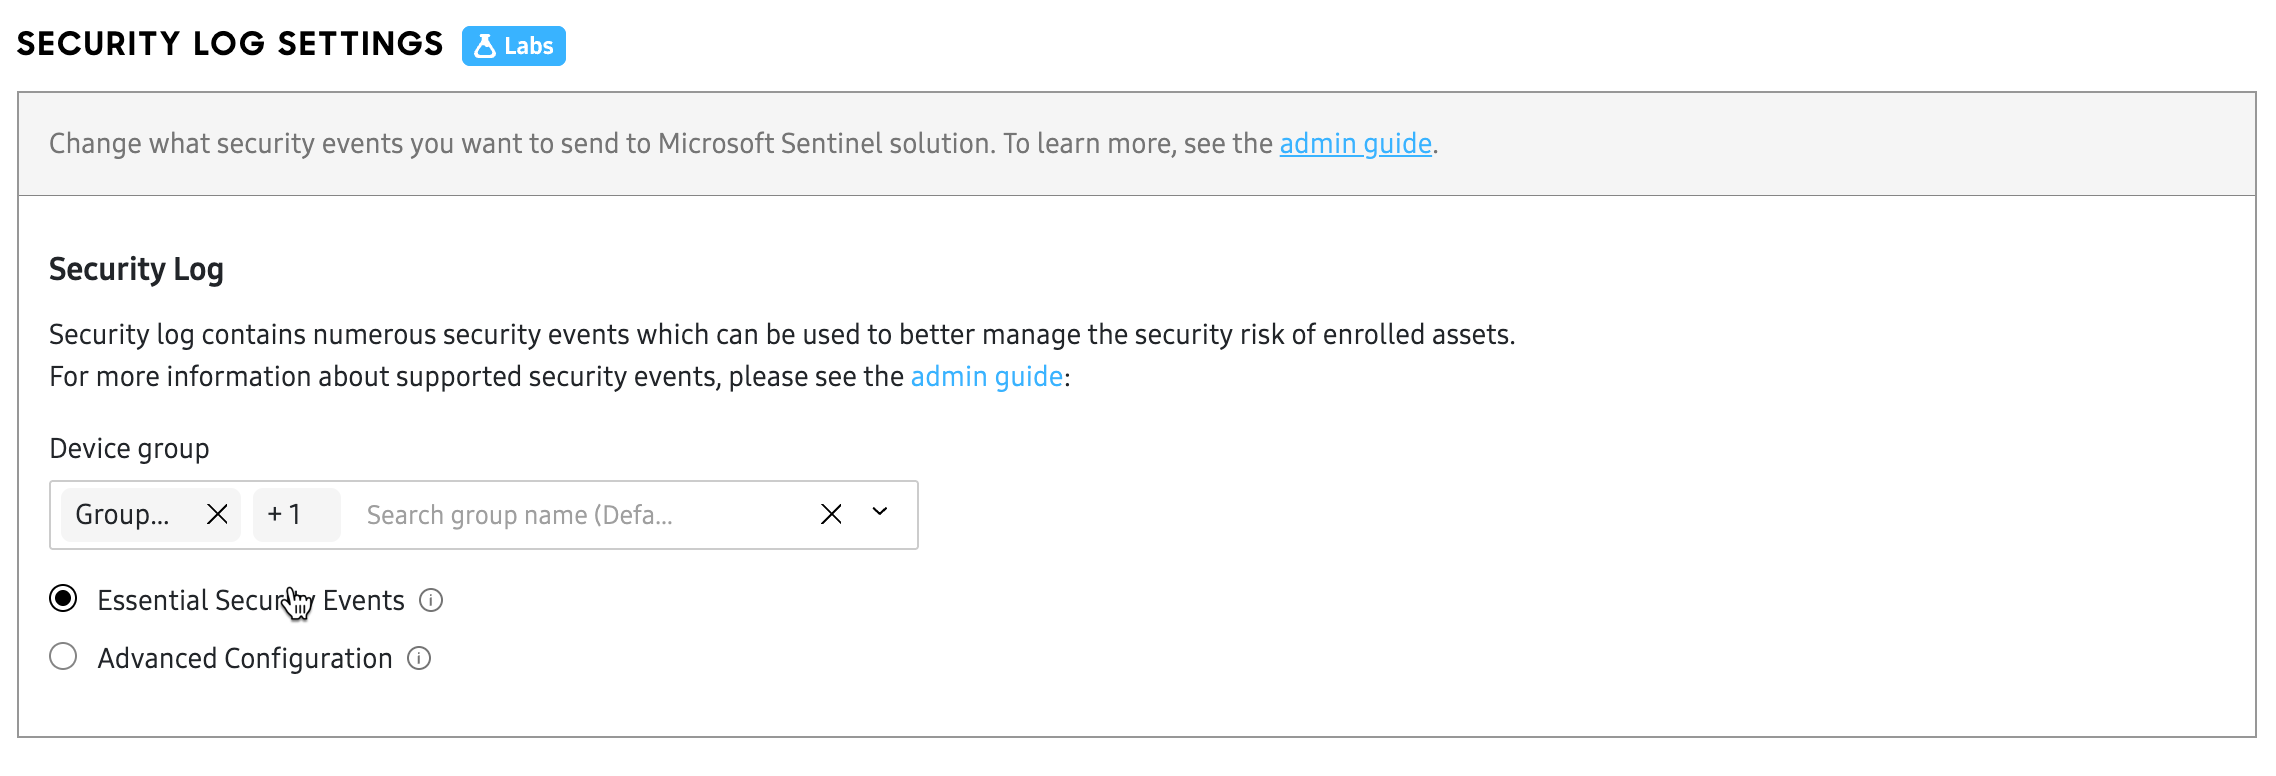 SECURITY LOG SETTINGS Labs
Change what security events you want to send to Microsoft Sentinel solution. To learn more, see the admin guide.
Security Log
Security log contains numerous security events which can be used to better manage the security risk of enrolled assets.
For more information about supported security events, please see the admin guide:
Device group
Group... + 1 Search group name (Defa...
Essential Security Events
Advanced Configuration